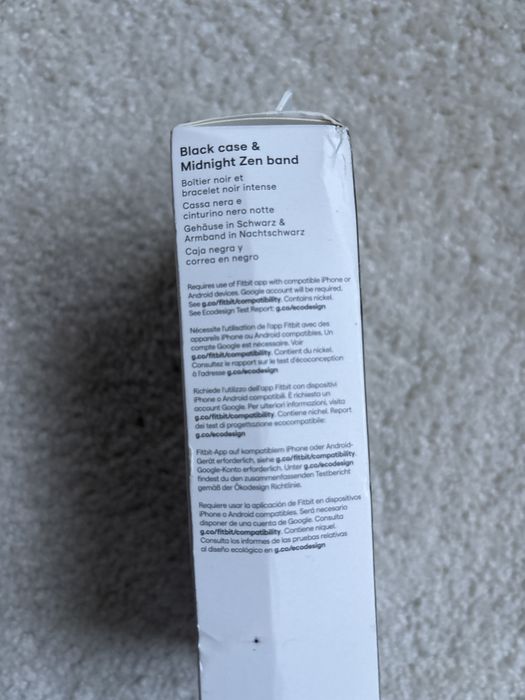 Black case &
Midnight Zen band
Boîtier noir et
bracelet noir intense
Cassa nera e
cinturino nero notte
Gehäuse in Schwarz &
Armband in Nachtschwarz
Caja negra y
correa en negro
Requires use of Fitbit app with compatible iPhone or
Android devices. Google account will be required.
See g.co/fitbit/compatibility. Contains nickel.
See Ecodesign Test Report: g.co/ecodesign
Nécessite l'utilisation de l'app Fitbit avec des
appareils iPhone ou Android compatibles. Un
compte Google est nécessaire. Voir
g.co/fitbit/compatibility. Contient du nickel.
Consultez le rapport sur le test d'écoconception
à l'adresse g.co/ecodesign
Richiede l'utilizzo dell'app Fitbit con dispositivi
iPhone o Android compatibili. È richiesto un
account Google. Per ulteriori informazioni, visita
g.co/fitbit/compatibility. Contiene nichel. Report
dei test di progettazione ecocompatibile:
g.co/ecodesign
Fitbit-App auf kompatiblem iPhone oder Android-
Gerät erforderlich, siehe g.co/fitbit/compatibility.
Google-Konto erforderlich. Unter g.co/ecodesign
findest du den zusammenfassenden Testbericht
gemäß der Ökodesign Richtlinie.
Requiere usar la aplicación de Fitbit en dispositivos
iPhone o Android compatibles. Será necesario
disponer de una cuenta de Google. Consulta
g.co/fitbit/compatibility. Contiene níquel.
Consulta los informes de las pruebas relativas
al diseño ecológico en g.co/ecodesign